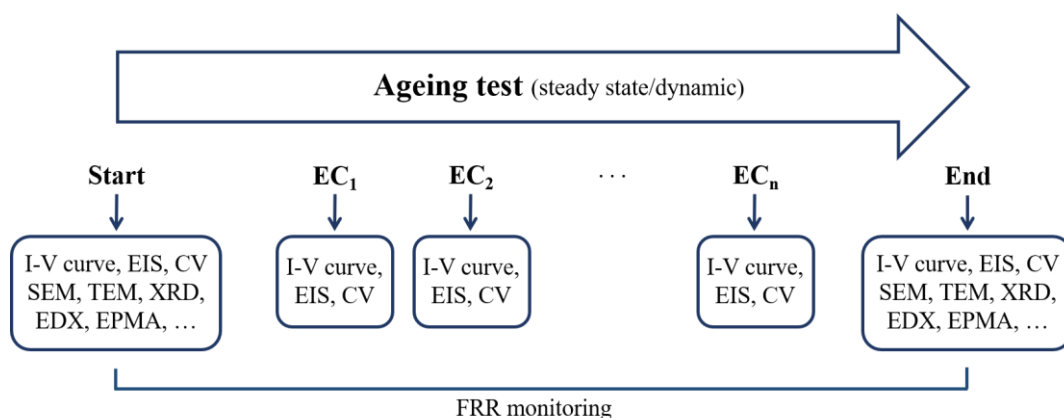 Ageing test (steady state/dynamic)
Start
EC1
EC2
...
ECn
End
I-V curve, EIS, CV
SEM, TEM, XRD,
EDX, EPMA, …
I-V curve,
EIS, CV
I-V curve,
EIS, CV
I-V curve,
EIS, CV
I-V curve, EIS, CV
SEM, TEM, XRD,
EDX, EPMA, …
FRR monitoring